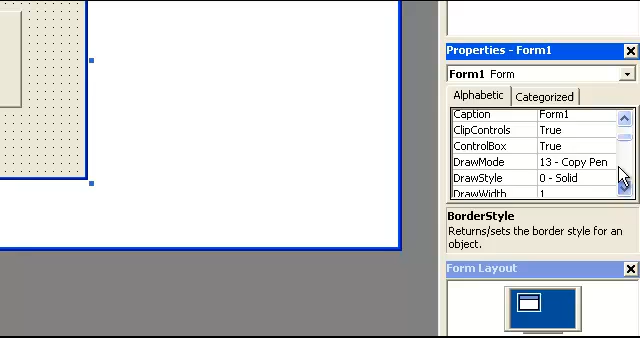 Properties - Form1
Form1 Form
Alphabetic Categorized
Caption Form1
ClipControls True
ControlBox True
DrawMode 13 - Copy Pen
DrawStyle 0 - Solid
DrawWidth 1
BorderStyle
Returns/sets the border style for an
object.
Form Layout